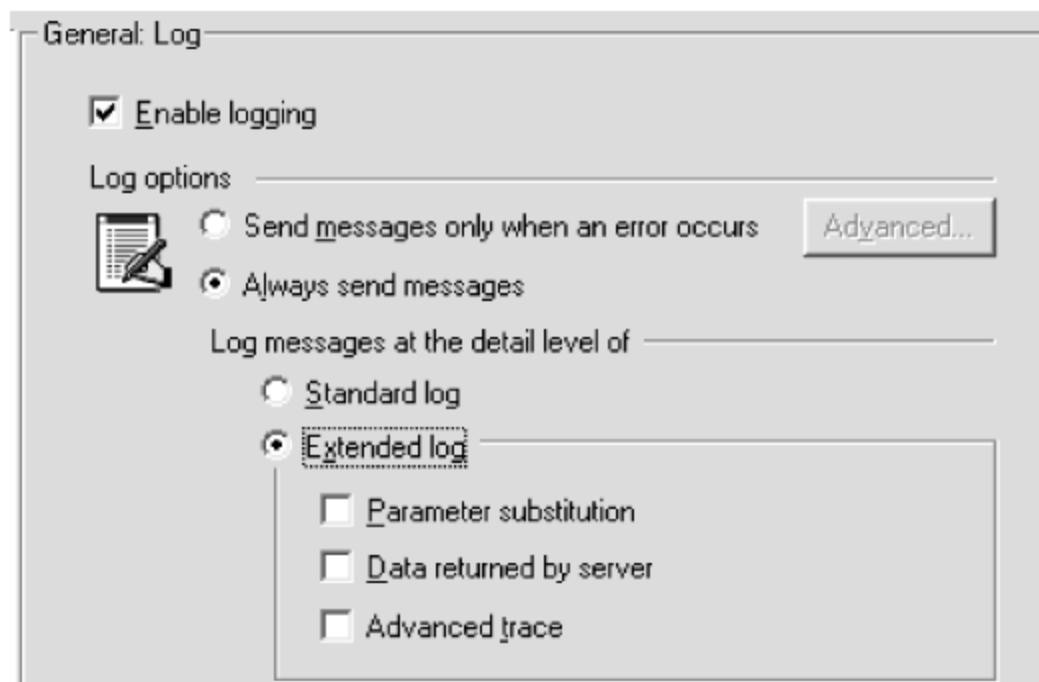 General: Log
Enable logging
Log options
Send messages only when an error occurs
Advanced...
Always send messages
Log messages at the detail level of
Standard log
Extended log
Parameter substitution
Data returned by server
Advanced trace